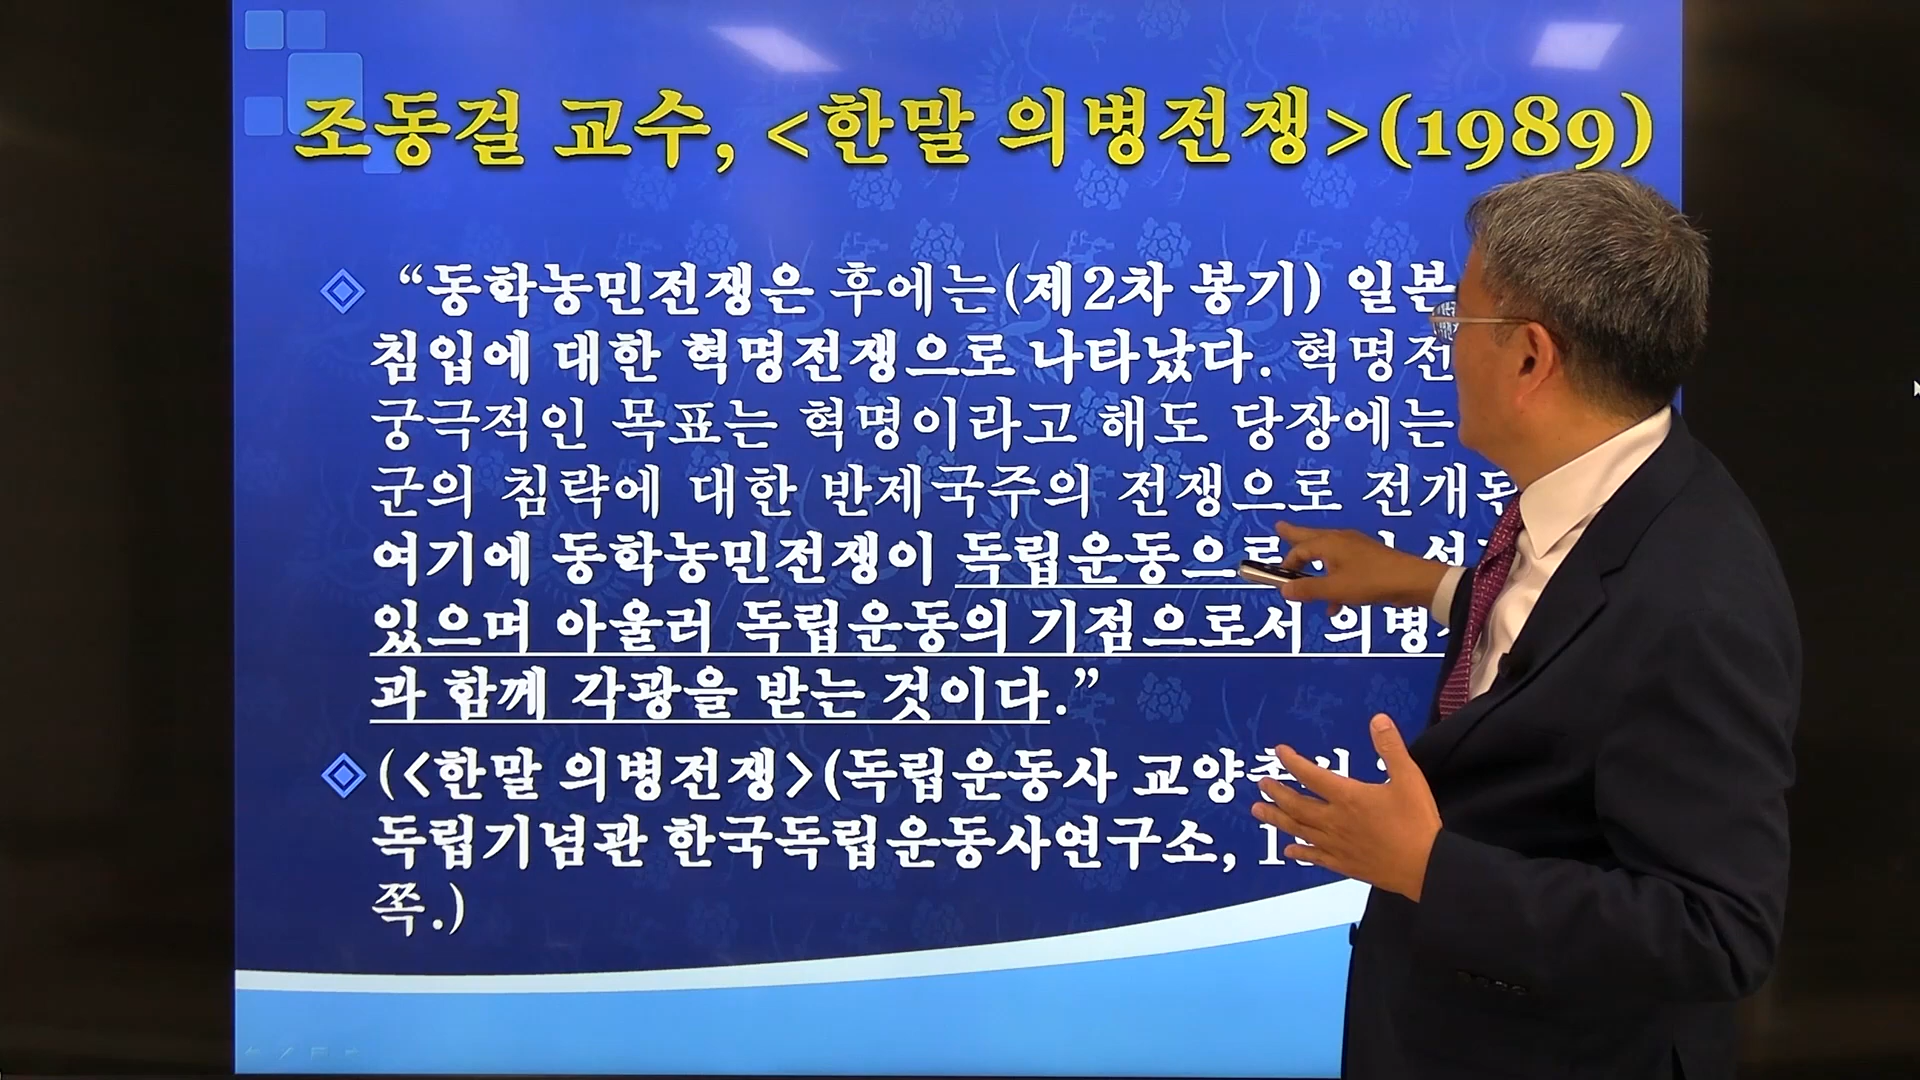 조동걸 교수, <한말 의병전쟁>(1989)
“동학농민전쟁은 후에는(제2차 봉기) 일본
침입에 대한 혁명전쟁으로 나타났다. 혁명전
궁극적인 목표는 혁명이라고 해도 당장에는
군의 침략에 대한 반제국주의 전쟁으로 전개
여기에 동학농민전쟁이 독립운동으로
있으며 아울러 독립운동의 기점으로서 의병
과 함께 각광을 받는 것이다.”
(<한말 의병전쟁>(독립운동사 교양총서
독립기념관 한국독립운동사연구소,
쪽.)